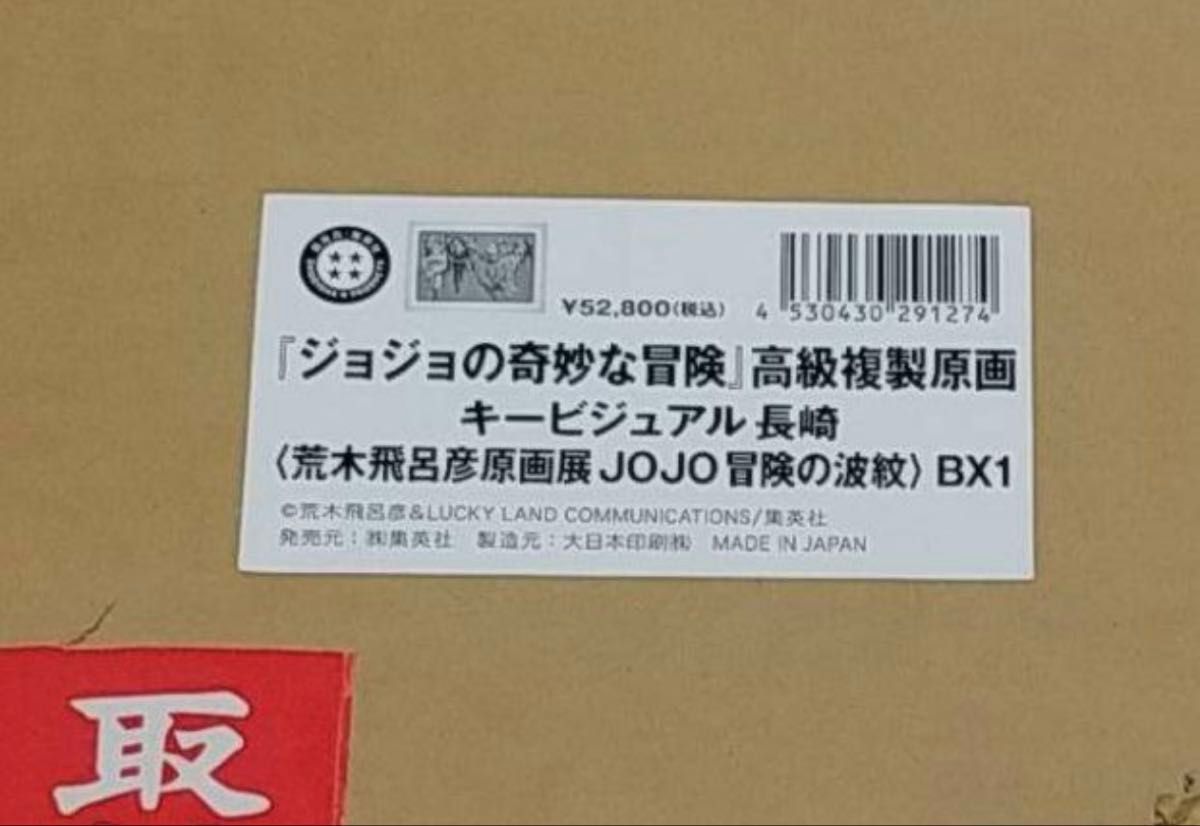 ¥52,800(税込)
4 530430 291274
『ジョジョの奇妙な冒険』高級複製原画
キービジュアル 長崎
〈荒木飛呂彦原画展 JOJO 冒険の波紋〉 BX1
©荒木飛呂彦&LUCKY LAND COMMUNICATIONS/集英社
発売元：㈱集英社 製造元：大日本印刷㈱ MADE IN JAPAN
取